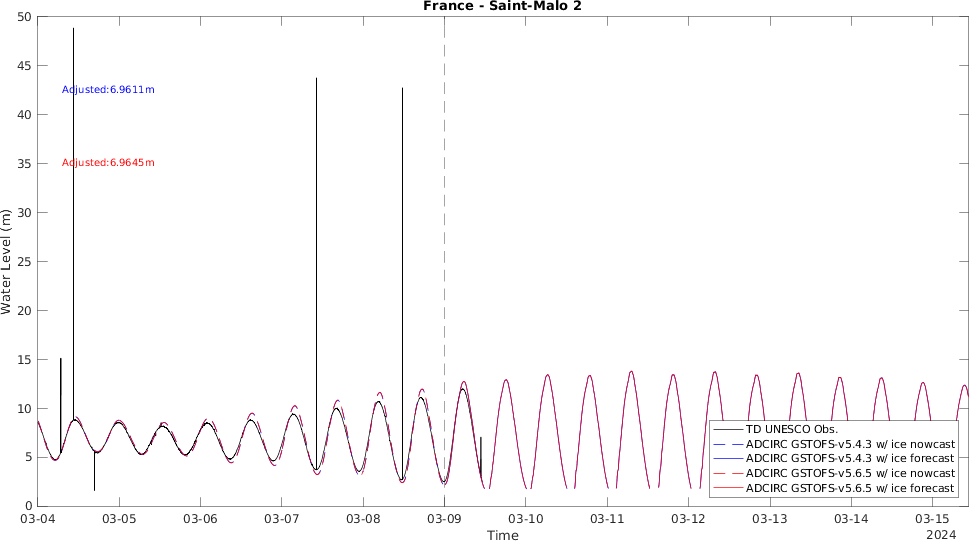 France - Saint-Malo 2
50
45
40
35
30
25
20
15
10
5
0
Water Level (m)
Adjusted:6.9611m
Adjusted:6.9645m
TD UNESCO Obs.
ADCIRC GSTOFS-v5.4.3 w/ ice nowcast
ADCIRC GSTOFS-v5.4.3 w/ ice forecast
ADCIRC GSTOFS-v5.6.5 w/ ice nowcast
ADCIRC GSTOFS-v5.6.5 w/ ice forecast
03-04 03-05 03-06 03-07 03-08 03-09 03-10 03-11 03-12 03-13 03-14 03-15
Time
2024